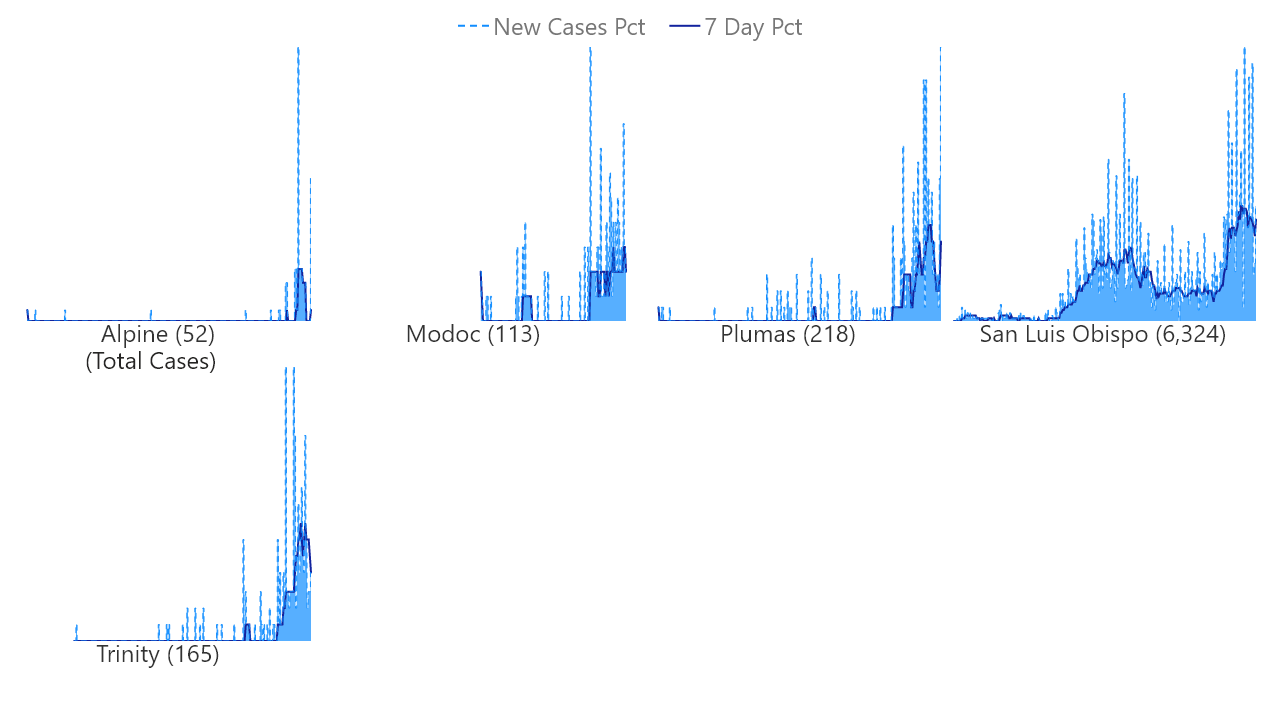 New Cases Pct 7 Day Pct
Alpine (52)
(Total Cases)
Modoc (113)
Plumas (218)
San Luis Obispo (6,324)
Trinity (165)